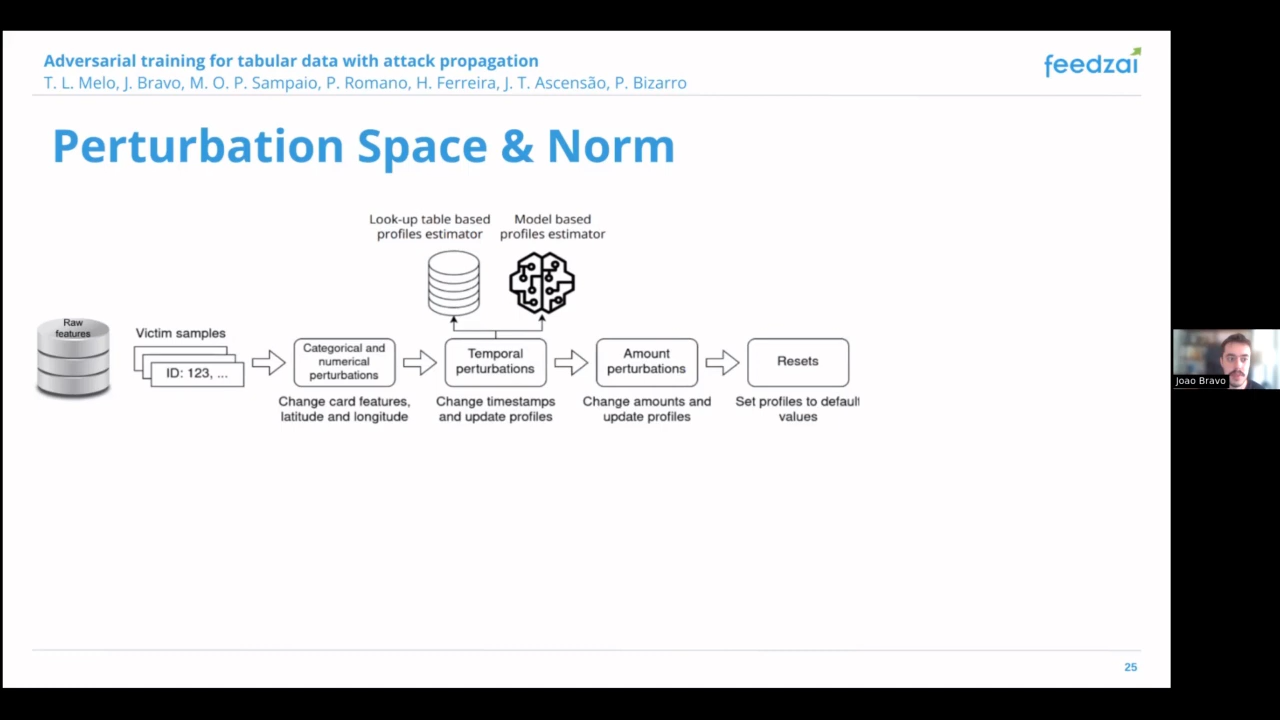 Adversarial training for tabular data with attack propagation
T. L. Melo, J. Bravo, M. O. P. Sampaio, P. Romano, H. Ferreira, J. T. Ascensão, P. Bizarro
feedzai
Perturbation Space & Norm
Look-up table based
profiles estimator
Model based
profiles estimator
Raw
features
Victim samples
ID: 123, ...
Categorical and
numerical
perturbations
Temporal
perturbations
Amount
perturbations
Resets
Change card features,
latitude and longitude
Change timestamps
and update profiles
Change amounts and
update profiles
Set profiles to default
values
Joao Bravo
25